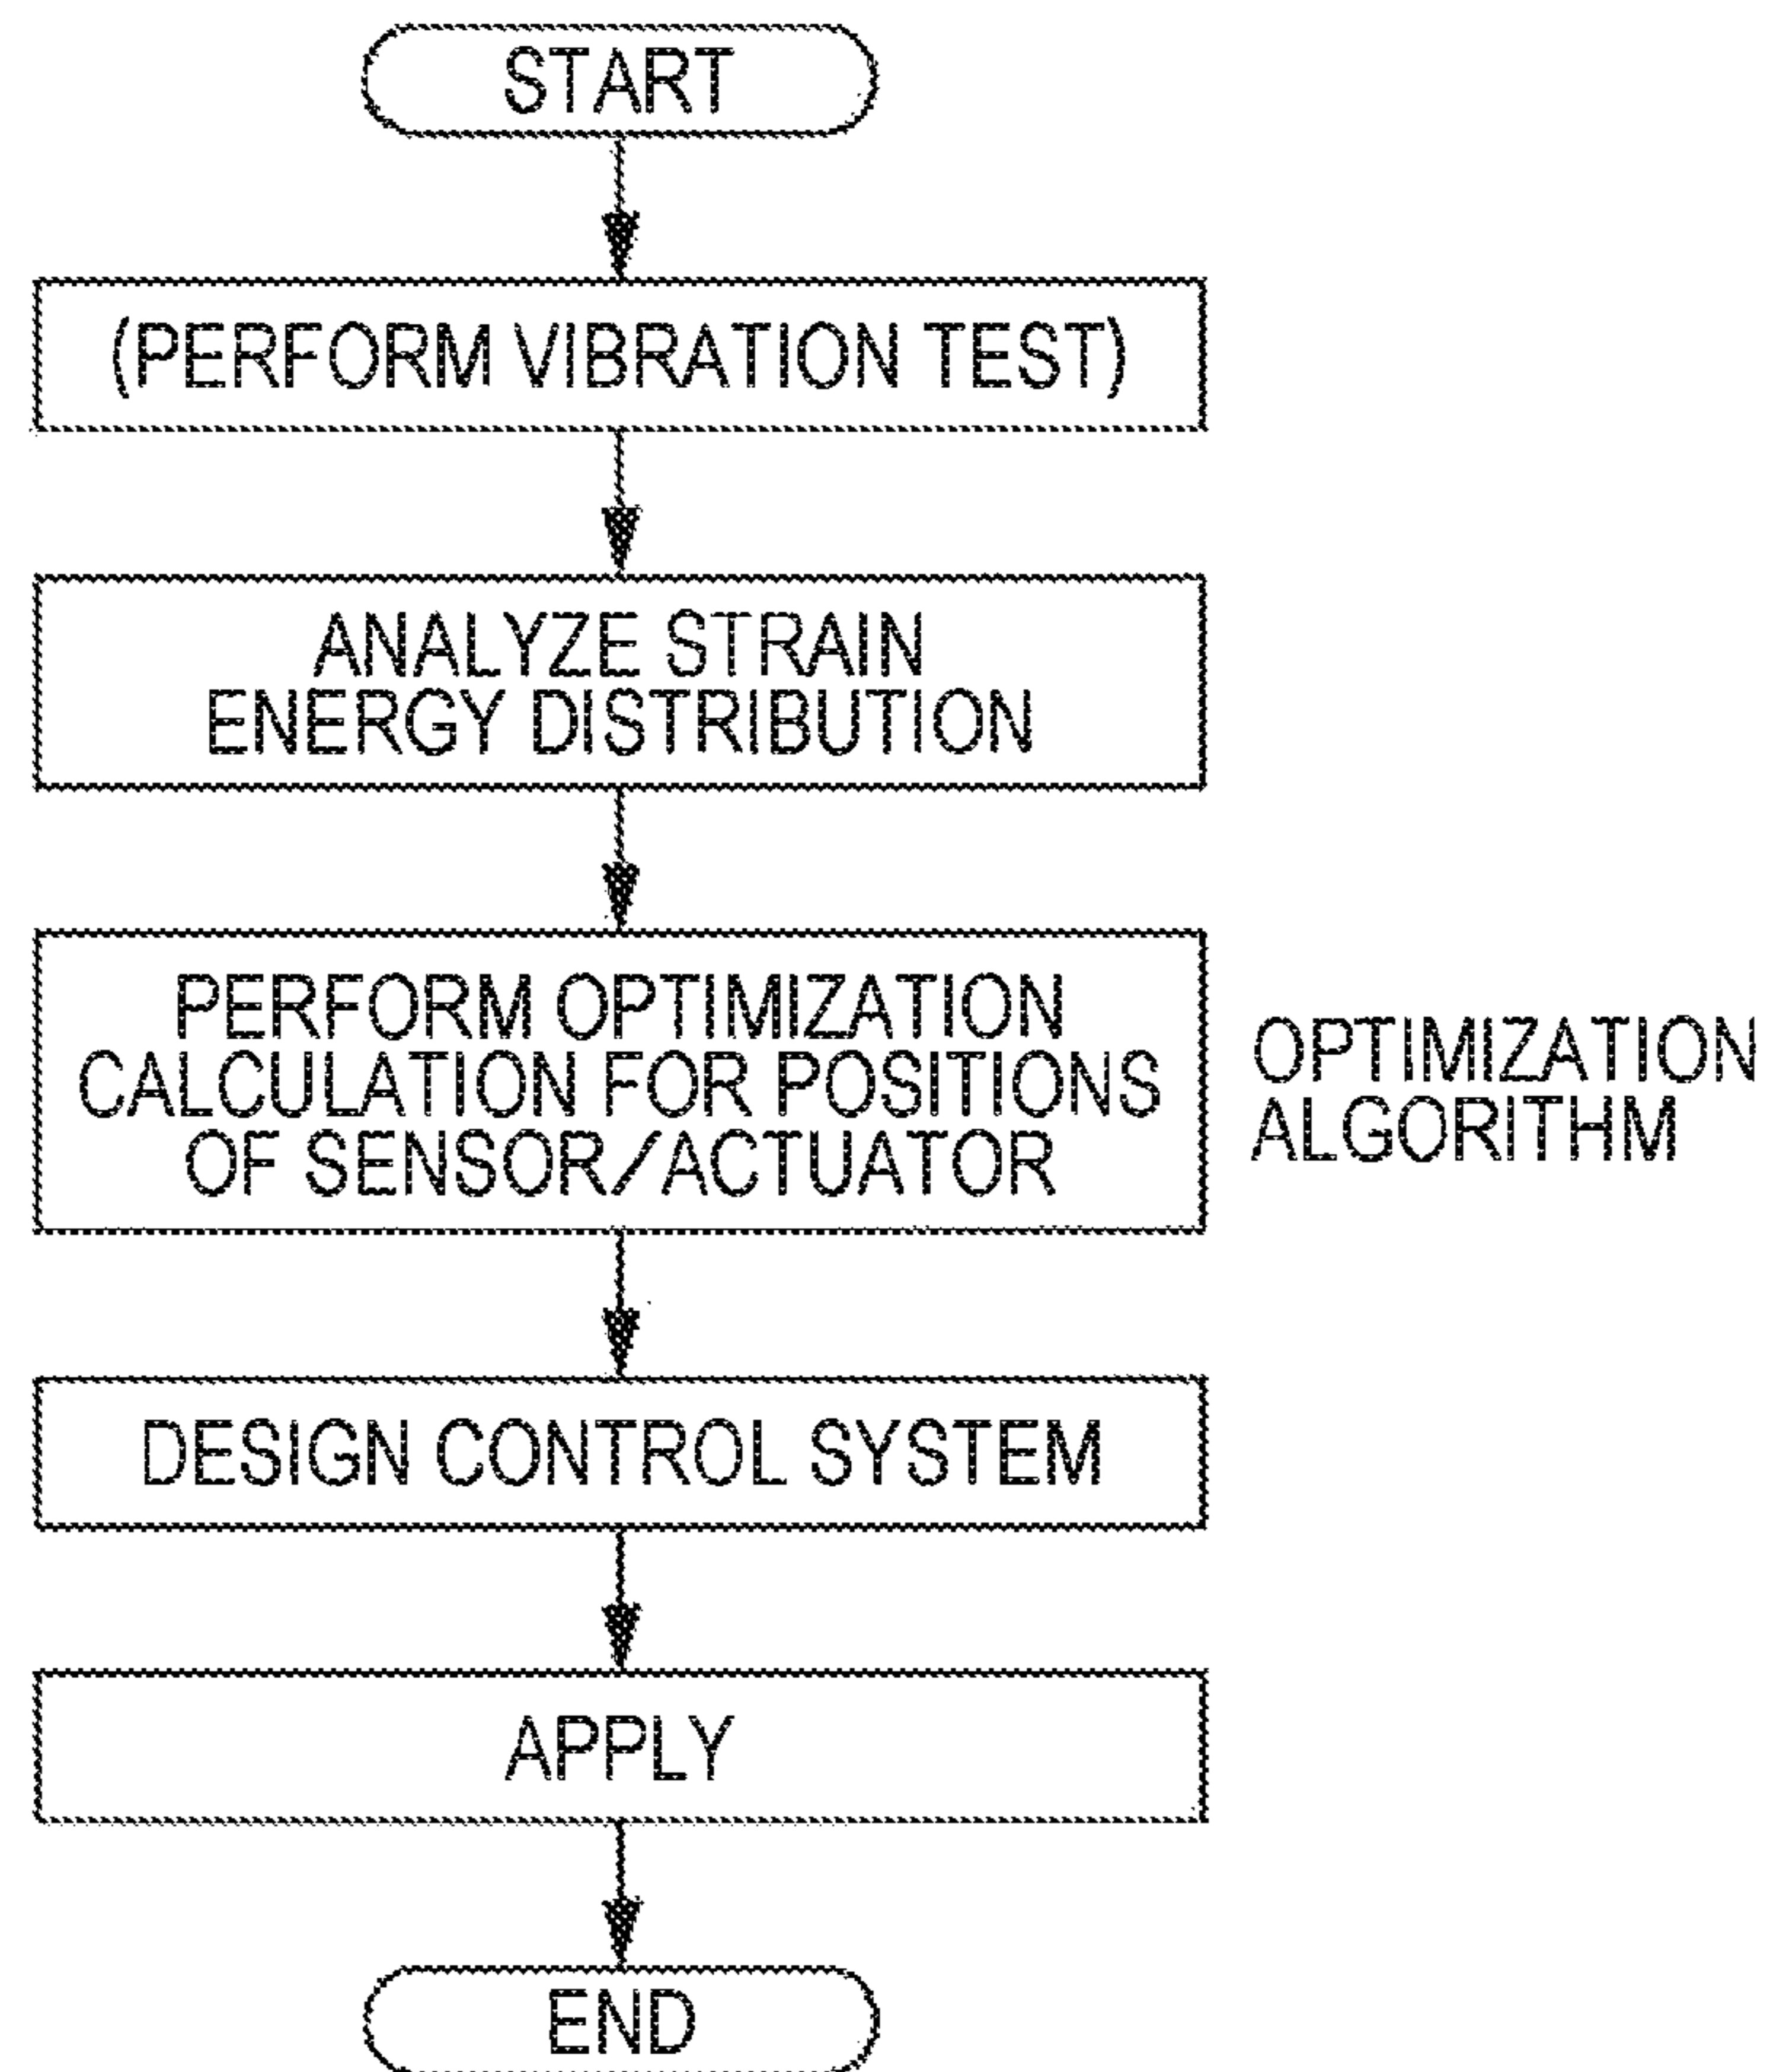 START
(PERFORM VIBRATION TEST)
ANALYZE STRAIN
ENERGY DISTRIBUTION
PERFORM OPTIMIZATION
CALCULATION FOR POSITIONS
OF SENSOR/ACTUATOR
OPTIMIZATION
ALGORITHM
DESIGN CONTROL SYSTEM
APPLY
END